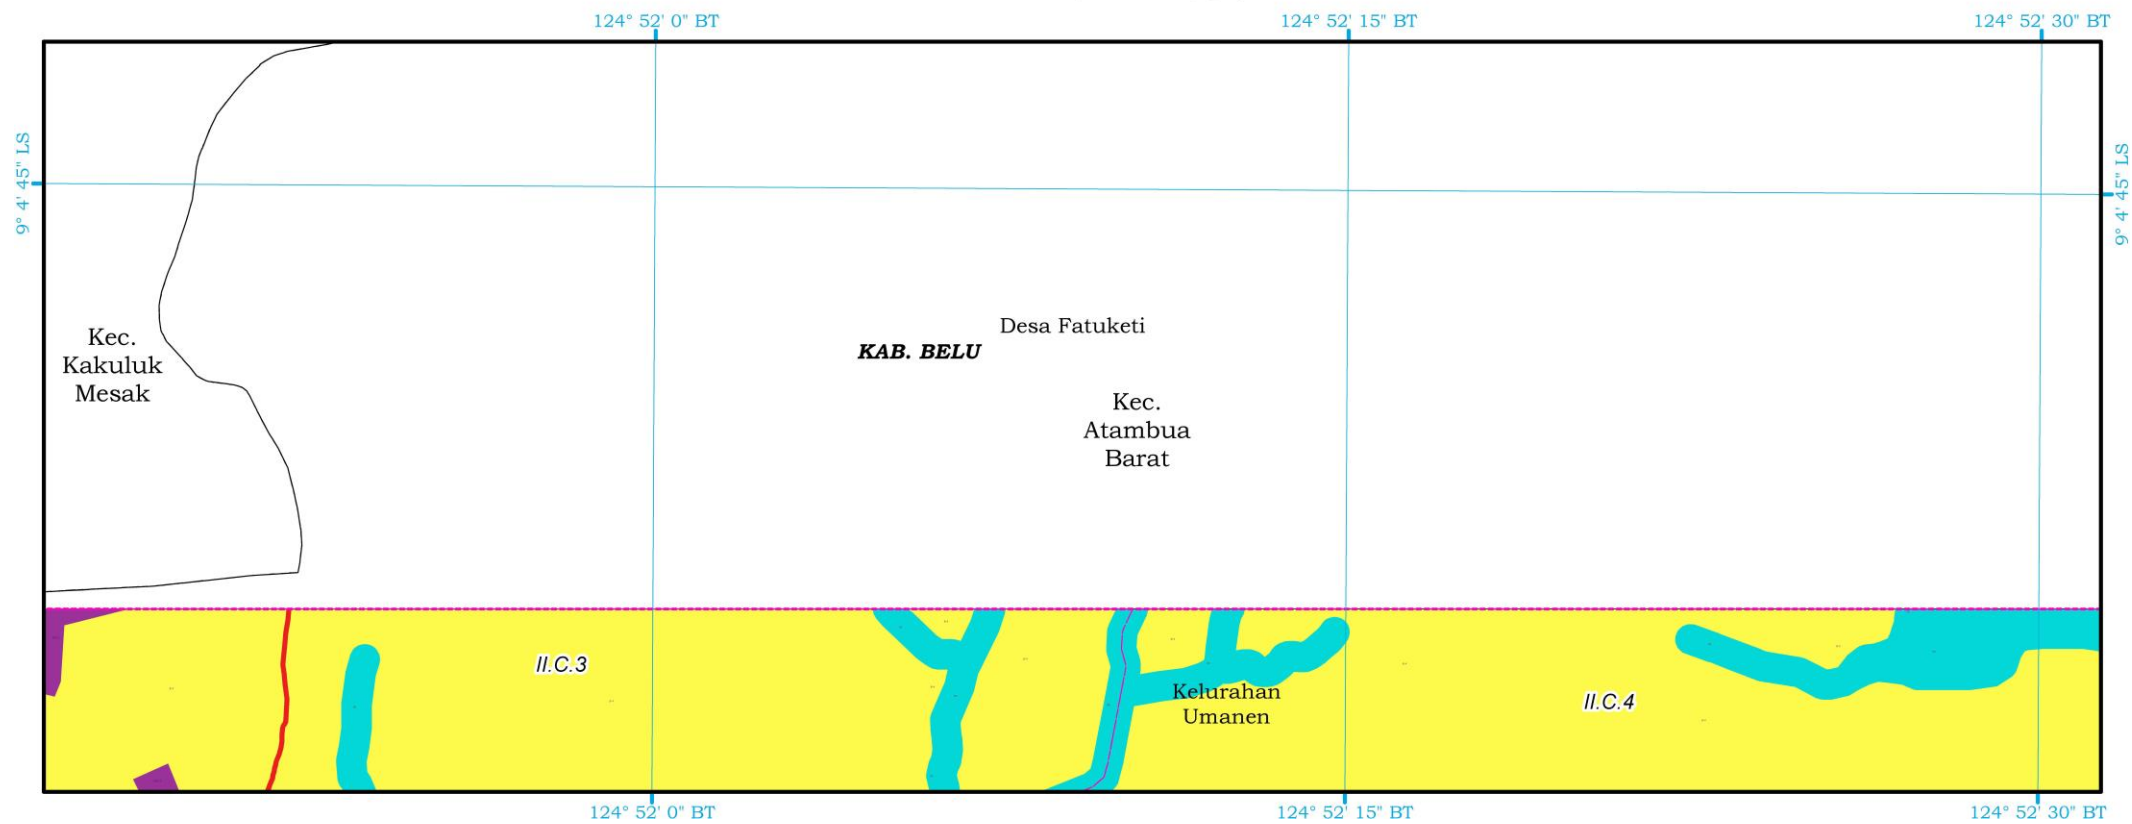 124° 52' 0" BT
124° 52' 15" BT
124° 52' 30" BT
9° 4' 45" LS
9° 4' 45" LS
Desa Fatuketi
KAB. BELU
Kec.
Kakuluk
Mesak
Kec.
Atambua
Barat
II.C.3
Kelurahan
Umanen
II.C.4
124° 52' 0" BT
124° 52' 15" BT
124° 52' 30" BT